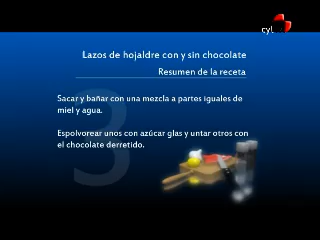 cyl
Lazos de hojaldre con y sin chocolate
Resumen de la receta
3
Sacar y bañar con una mezcla a partes iguales de
miel y agua.
Espolvorear unos con azúcar glas y untar otros con
el chocolate derretido.